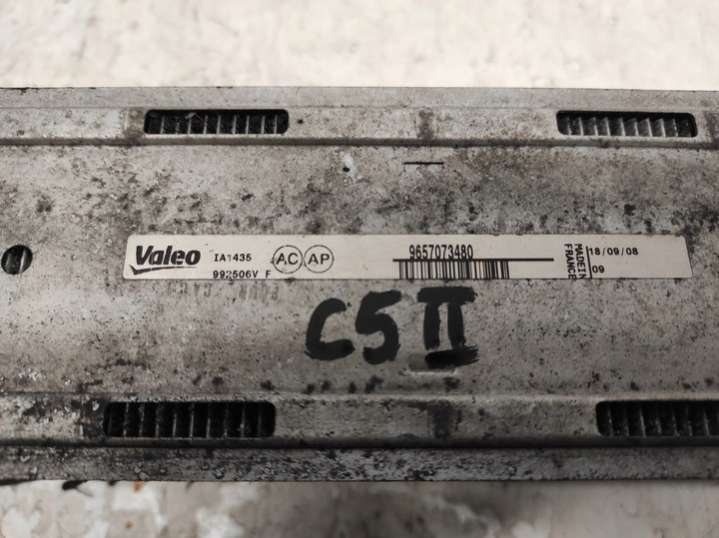 Valeo
IA1435
992506V F
AC AP
9657073480
MADE IN
FRANCE
18/09/08
09
C5 II